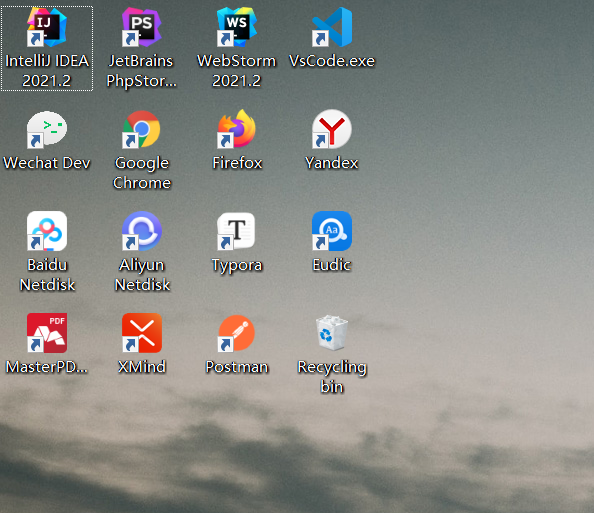 IJ
PS
WS
IntelliJ IDEA
2021.2
JetBrains
PhpStor...
WebStorm
2021.2
VsCode.exe
Wechat Dev
Google
Chrome
Firefox
Yandex
T
Aa
Baidu
Netdisk
Aliyun
Netdisk
Typora
Eudic
PDF
MasterPD...
XMind
Postman
Recycling
bin